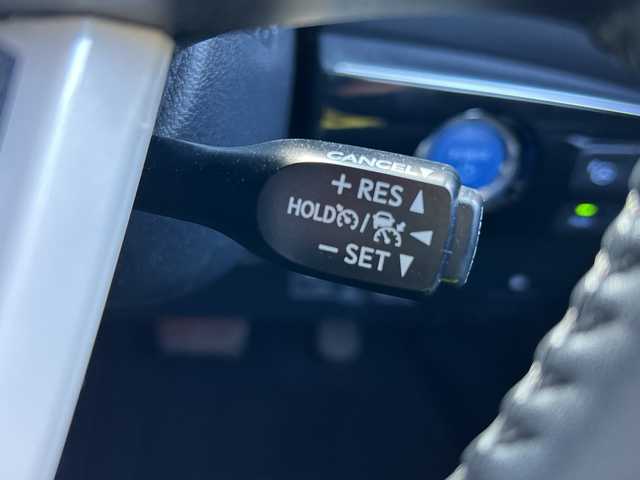 CANCEL
+ RES
HOLD /
− SET